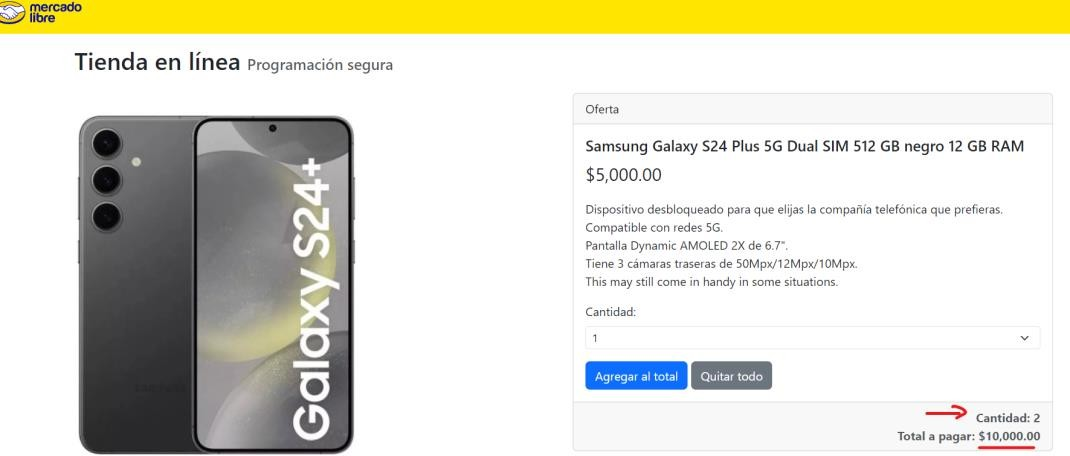 mercado
libre
Tienda en línea Programación segura
Galaxy S24+
Oferta
Samsung Galaxy S24 Plus 5G Dual SIM 512 GB negro 12 GB RAM
$5,000.00
Dispositivo desbloqueado para que elijas la compañía telefónica que prefieras.
Compatible con redes 5G.
Pantalla Dynamic AMOLED 2X de 6.7".
Tiene 3 cámaras traseras de 50Mpx/12Mpx/10Mpx.
This may still come in handy in some situations.
Cantidad:
1
Agregar al total Quitar todo
Cantidad: 2
Total a pagar: $10,000.00